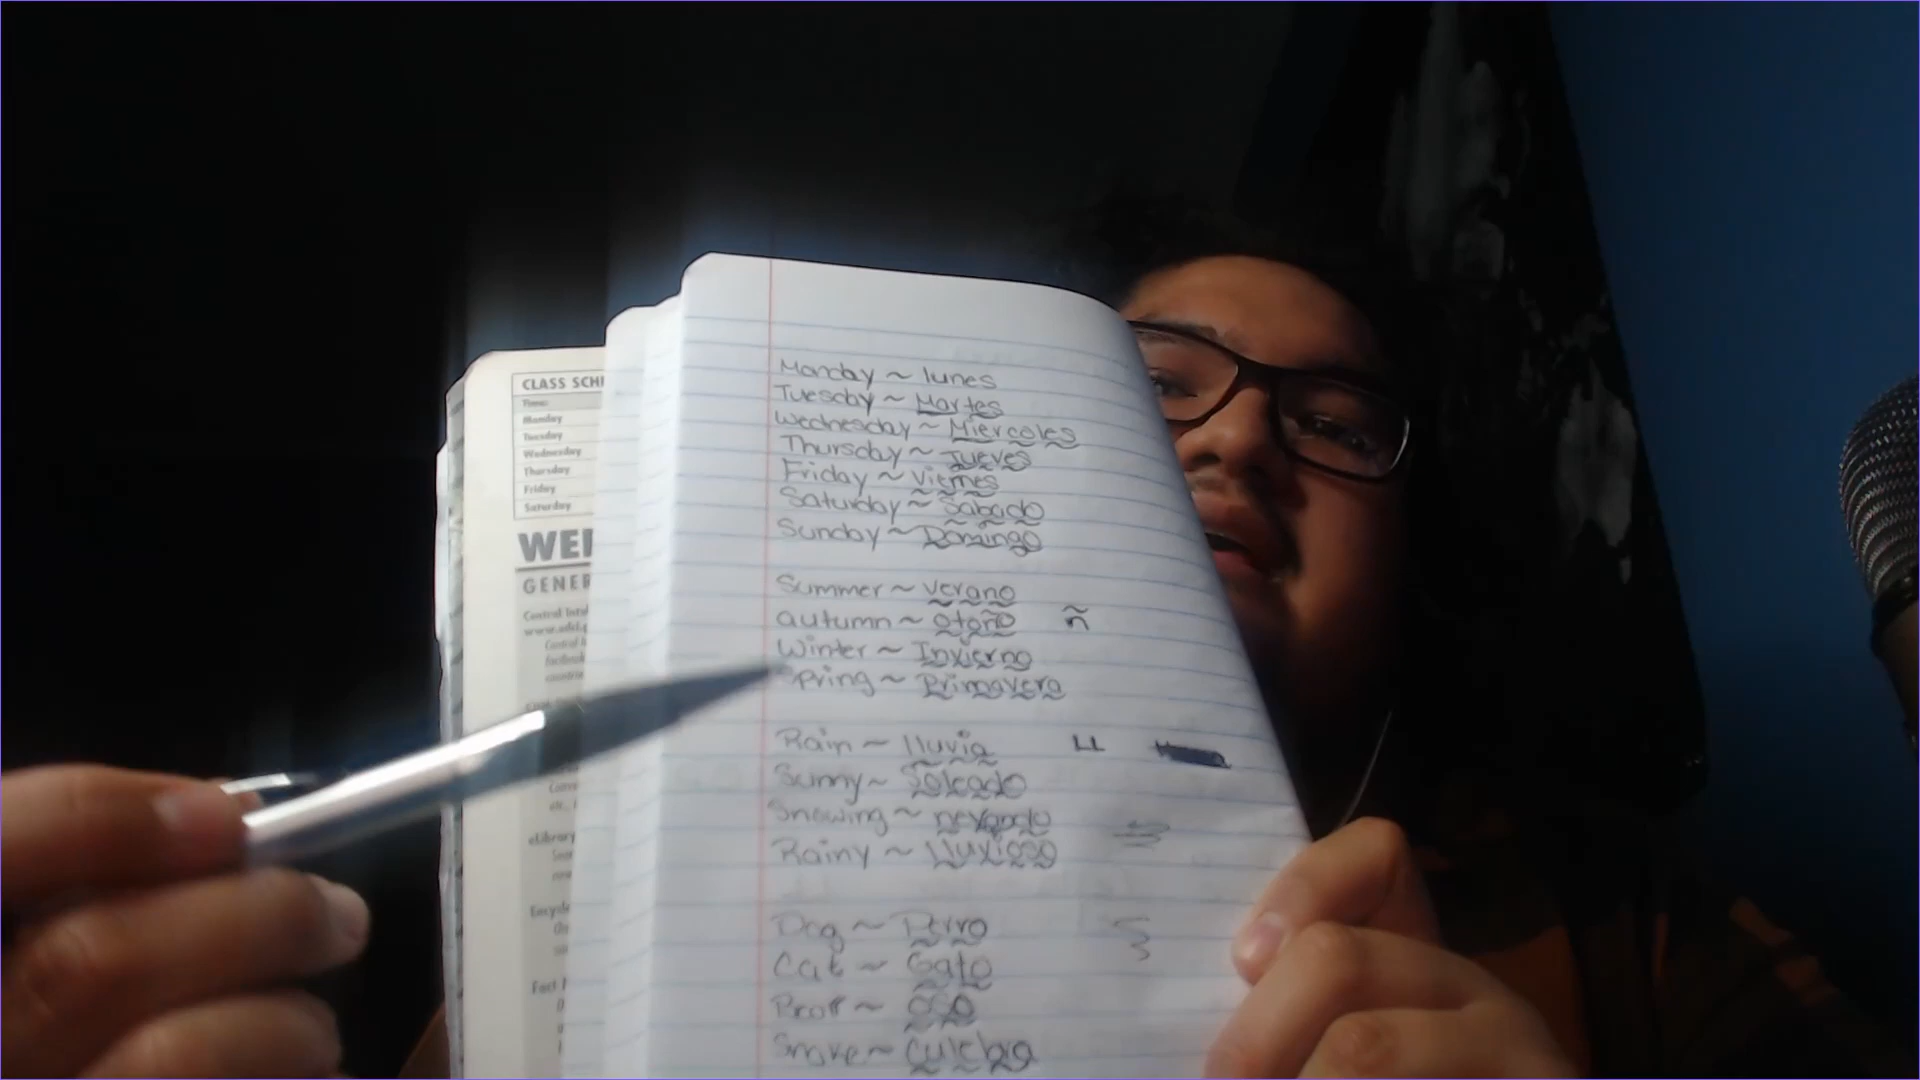 CLASS SCH
Time:
Monday
Tuesday
Wednesday
Thursday
Friday
Saturday
WE
GENER
Monday ~ lunes
Tuesday ~ Martes
Wednesday ~ Miercoles
Thursday ~ Jueves
Friday ~ Viernes
Saturday ~ Sabado
Sunday ~ Domingo
Summer ~ Verano
autumn ~ otoño ñ
Winter ~ Invierno
Spring ~ Primavera
Rain ~ lluvia LL
Sunny ~ Soleado
Snowing ~ nevando
Rainy ~ Lluvioso
Dog ~ Perro
Cat ~ Gato
~ OSO
Snake ~ Culebra